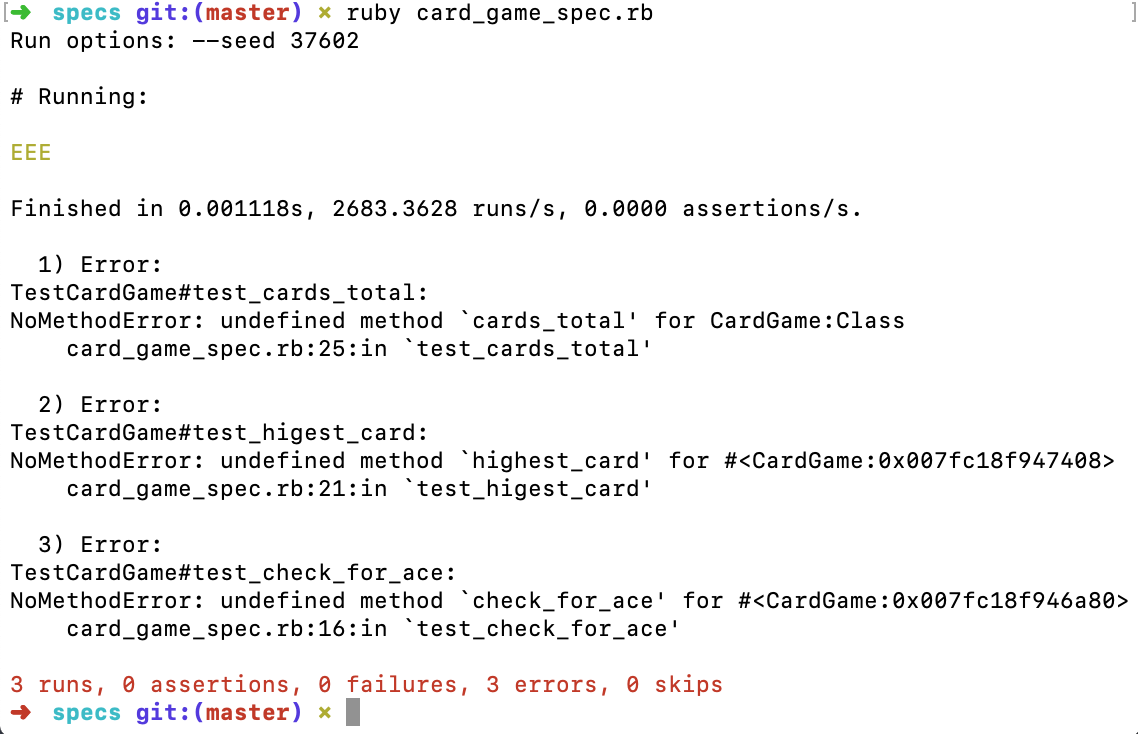 [➜  specs git:(master) ✗ ruby card_game_spec.rb ]
Run options: --seed 37602

# Running:

EEE

Finished in 0.001118s, 2683.3628 runs/s, 0.0000 assertions/s.

  1) Error:
TestCardGame#test_cards_total:
NoMethodError: undefined method `cards_total' for CardGame:Class
    card_game_spec.rb:25:in `test_cards_total'

  2) Error:
TestCardGame#test_higest_card:
NoMethodError: undefined method `highest_card' for #<CardGame:0x007fc18f947408>
    card_game_spec.rb:21:in `test_higest_card'

  3) Error:
TestCardGame#test_check_for_ace:
NoMethodError: undefined method `check_for_ace' for #<CardGame:0x007fc18f946a80>
    card_game_spec.rb:16:in `test_check_for_ace'

3 runs, 0 assertions, 0 failures, 3 errors, 0 skips
➜  specs git:(master) ✗